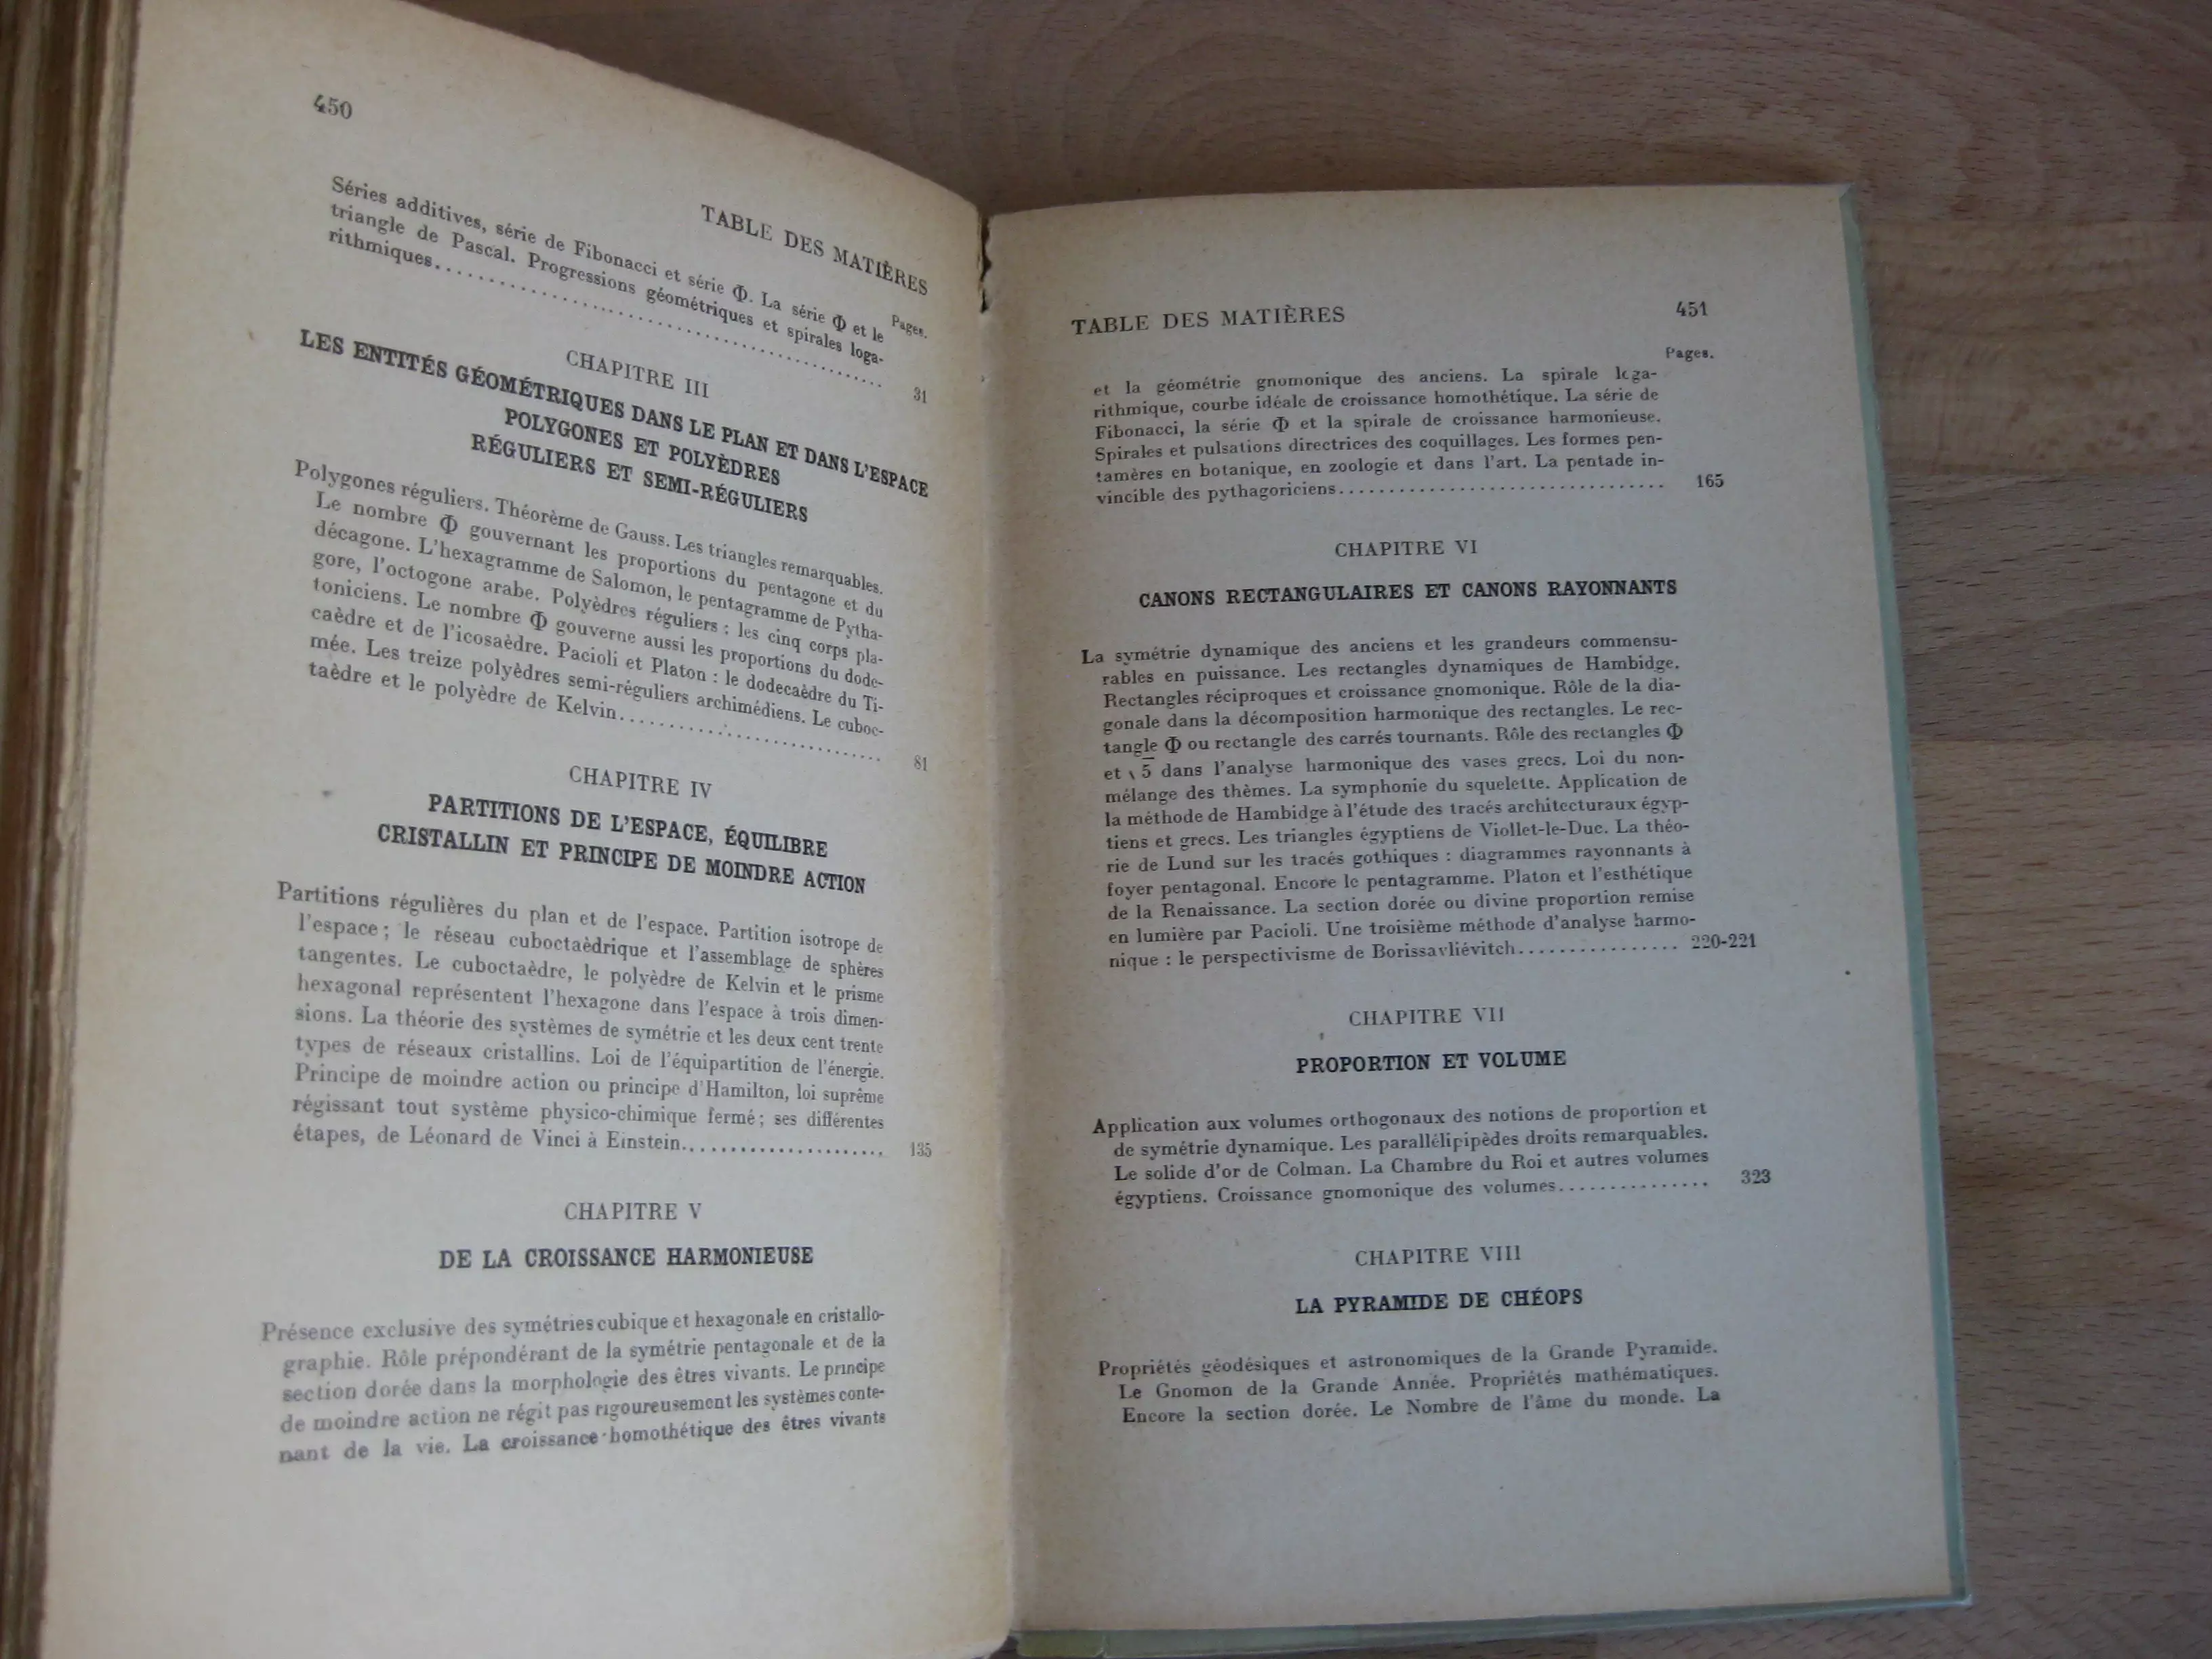 450
TABLE DES MATIÈRES
Pages.
Séries additives, série de Fibonacci et série Φ. La série Φ et le
triangle de Pascal. Progressions géométriques et spirales loga-
rithmiques........................................ 31
CHAPITRE III
LES ENTITÉS GÉOMÉTRIQUES DANS LE PLAN ET DANS L'ESPACE
POLYGONES ET POLYÈDRES
RÉGULIERS ET SEMI-RÉGULIERS
Polygones réguliers. Théorème de Gauss. Les triangles remarquables.
Le nombre Φ gouvernant les proportions du pentagone et du
décagone. L'hexagramme de Salomon, le pentagramme de Pytha-
gore, l'octogone arabe. Polyèdres réguliers : les cinq corps pla-
toniciens. Le nombre Φ gouverne aussi les proportions du dodé-
caèdre et de l'icosaèdre. Pacioli et Platon : le dodécaèdre du Ti-
mée. Les treize polyèdres semi-réguliers archimédiens. Le cuboc-
taèdre et le polyèdre de Kelvin........................... 81
CHAPITRE IV
PARTITIONS DE L'ESPACE, ÉQUILIBRE
CRISTALLIN ET PRINCIPE DE MOINDRE ACTION
Partitions régulières du plan et de l'espace. Partition isotrope de
l'espace ; le réseau cuboctaèdrique et l'assemblage de sphères
tangentes. Le cuboctaèdre, le polyèdre de Kelvin et le prisme
hexagonal représentent l'hexagone dans l'espace à trois dimen-
sions. La théorie des systèmes de symétrie et les deux cent trente
types de réseaux cristallins. Loi de l'équipartition de l'énergie.
Principe de moindre action ou principe d'Hamilton, loi suprême
régissant tout système physico-chimique fermé ; ses différentes
étapes, de Léonard de Vinci à Einstein..................... 135
CHAPITRE V
DE LA CROISSANCE HARMONIEUSE
Présence exclusive des symétries cubique et hexagonale en cristallo-
graphie. Rôle prépondérant de la symétrie pentagonale et de la
section dorée dans la morphologie des êtres vivants. Le principe
de moindre action ne régit pas rigoureusement les systèmes conte-
nant de la vie. La croissance homothétique des êtres vivants
TABLE DES MATIÈRES 451
Pages.
et la géométrie gnomonique des anciens. La spirale loga-
rithmique, courbe idéale de croissance homothétique. La série de
Fibonacci, la série Φ et la spirale de croissance harmonieuse.
Spirales et pulsations directrices des coquillages. Les formes pen-
tamères en botanique, en zoologie et dans l'art. La pentade in-
vincible des pythagoriciens................................. 165
CHAPITRE VI
CANONS RECTANGULAIRES ET CANONS RAYONNANTS
La symétrie dynamique des anciens et les grandeurs commensu-
rables en puissance. Les rectangles dynamiques de Hambidge.
Rectangles réciproques et croissance gnomonique. Rôle de la dia-
gonale dans la décomposition harmonique des rectangles. Le rec-
tangle Φ ou rectangle des carrés tournants. Rôle des rectangles Φ
et √5 dans l'analyse harmonique des vases grecs. Loi du non-
mélange des thèmes. La symphonie du squelette. Application de
la méthode de Hambidge à l'étude des tracés architecturaux égyp-
tiens et grecs. Les triangles égyptiens de Viollet-le-Duc. La théo-
rie de Lund sur les tracés gothiques : diagrammes rayonnants à
foyer pentagonal. Encore le pentagramme. Platon et l'esthétique
de la Renaissance. La section dorée ou divine proportion remise
en lumière par Pacioli. Une troisième méthode d'analyse harmo-
nique : le perspectivisme de Borissavliévitch................ 220-221
CHAPITRE VII
PROPORTION ET VOLUME
Application aux volumes orthogonaux des notions de proportion et
de symétrie dynamique. Les parallélipipèdes droits remarquables.
Le solide d'or de Colman. La Chambre du Roi et autres volumes
égyptiens. Croissance gnomonique des volumes............... 323
CHAPITRE VIII
LA PYRAMIDE DE CHÉOPS
Propriétés géodésiques et astronomiques de la Grande Pyramide.
Le Gnomon de la Grande Année. Propriétés mathématiques.
Encore la section dorée. Le Nombre de l'âme du monde. La